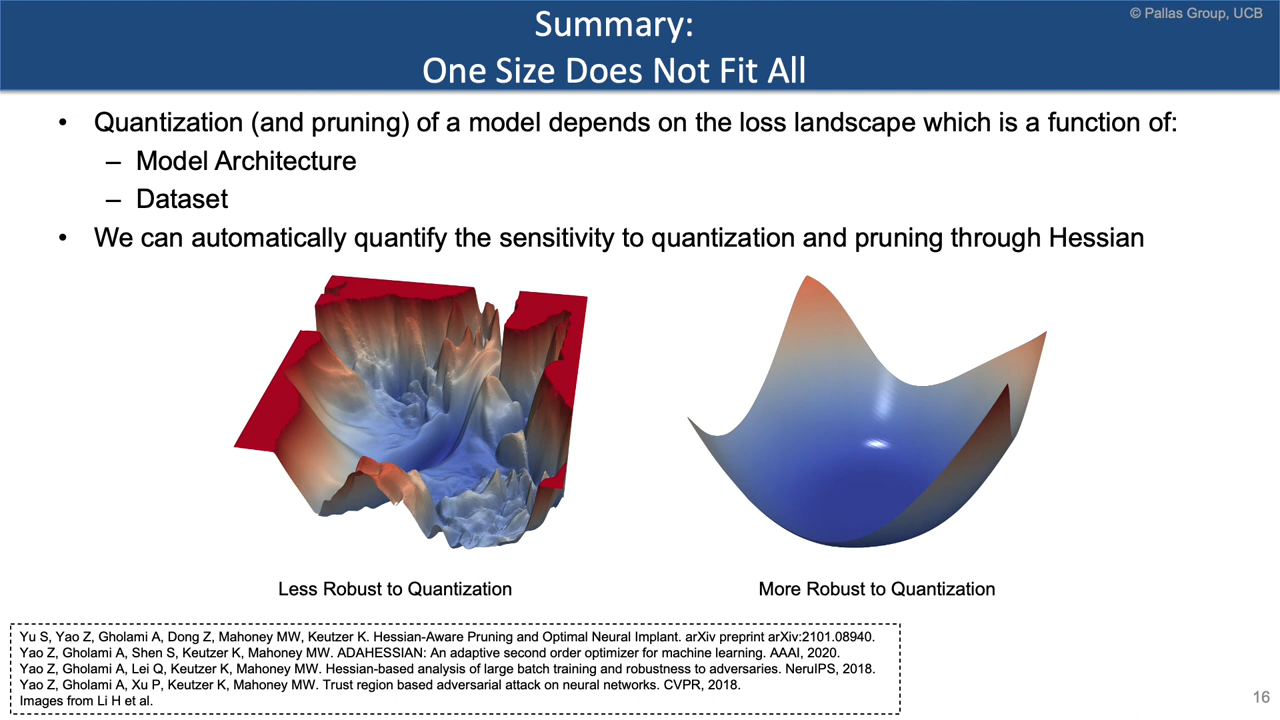 © Pallas Group, UCB
Summary:
One Size Does Not Fit All
• Quantization (and pruning) of a model depends on the loss landscape which is a function of:
– Model Architecture
– Dataset
• We can automatically quantify the sensitivity to quantization and pruning through Hessian
Less Robust to Quantization
More Robust to Quantization
Yu S, Yao Z, Gholami A, Dong Z, Mahoney MW, Keutzer K. Hessian-Aware Pruning and Optimal Neural Implant. arXiv preprint arXiv:2101.08940.
Yao Z, Gholami A, Shen S, Keutzer K, Mahoney MW. ADAHESSIAN: An adaptive second order optimizer for machine learning. AAAI, 2020.
Yao Z, Gholami A, Lei Q, Keutzer K, Mahoney MW. Hessian-based analysis of large batch training and robustness to adversaries. NeruIPS, 2018.
Yao Z, Gholami A, Xu P, Keutzer K, Mahoney MW. Trust region based adversarial attack on neural networks. CVPR, 2018.
Images from Li H et al.
16